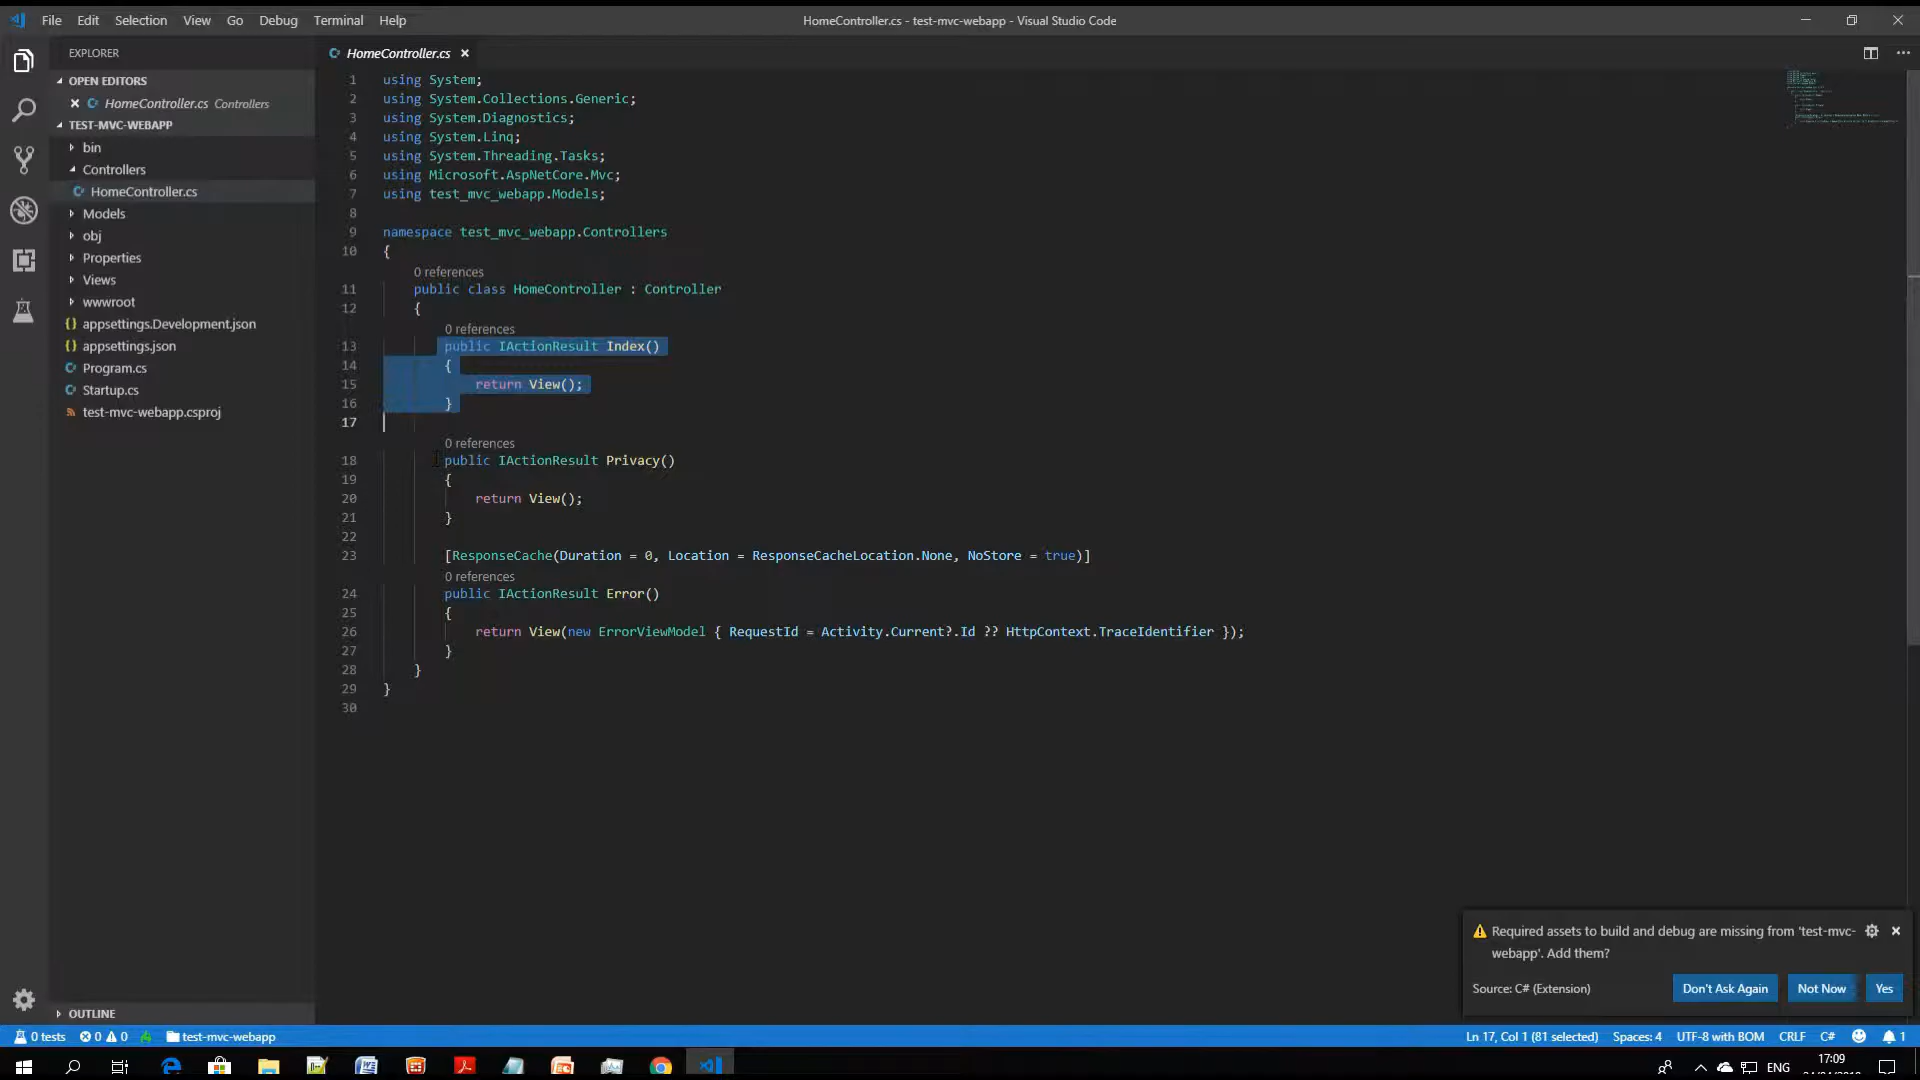 File Edit Selection View Go Debug Terminal Help
HomeController.cs - test-mvc-webapp - Visual Studio Code
EXPLORER
OPEN EDITORS
HomeController.cs Controllers
TEST-MVC-WEBAPP
bin
Controllers
HomeController.cs
Models
obj
Properties
Views
wwwroot
{} appsettings.Development.json
{} appsettings.json
Program.cs
Startup.cs
test-mvc-webapp.csproj
OUTLINE
HomeController.cs
1 using System;
2 using System.Collections.Generic;
3 using System.Diagnostics;
4 using System.Linq;
5 using System.Threading.Tasks;
6 using Microsoft.AspNetCore.Mvc;
7 using test_mvc_webapp.Models;
8
9 namespace test_mvc_webapp.Controllers
10 {
0 references
11 public class HomeController : Controller
12 {
0 references
13 public IActionResult Index()
14 {
15 return View();
16 }
17
0 references
18 public IActionResult Privacy()
19 {
20 return View();
21 }
22
23 [ResponseCache(Duration = 0, Location = ResponseCacheLocation.None, NoStore = true)]
0 references
24 public IActionResult Error()
25 {
26 return View(new ErrorViewModel { RequestId = Activity.Current?.Id ?? HttpContext.TraceIdentifier });
27 }
28 }
29 }
30
Required assets to build and debug are missing from 'test-mvc-
webapp'. Add them?
Source: C# (Extension)
Don't Ask Again Not Now Yes
0 tests 0 0 test-mvc-webapp
Ln 17, Col 1 (81 selected) Spaces: 4 UTF-8 with BOM CRLF C# 1
ENG
17:09